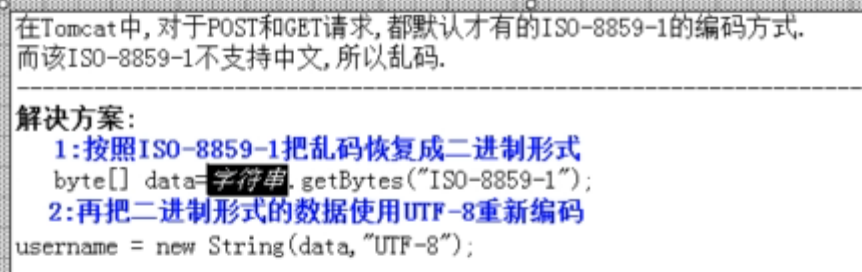 在Tomcat中,对于POST和GET请求,都默认才有的ISO-8859-1的编码方式.
而该ISO-8859-1不支持中文,所以乱码.
--------------------------------------------------------------------------------
解决方案:
1:按照ISO-8859-1把乱码恢复成二进制形式
byte[] data=字符串.getBytes("ISO-8859-1");
2:再把二进制形式的数据使用UTF-8重新编码
username = new String(data,"UTF-8");